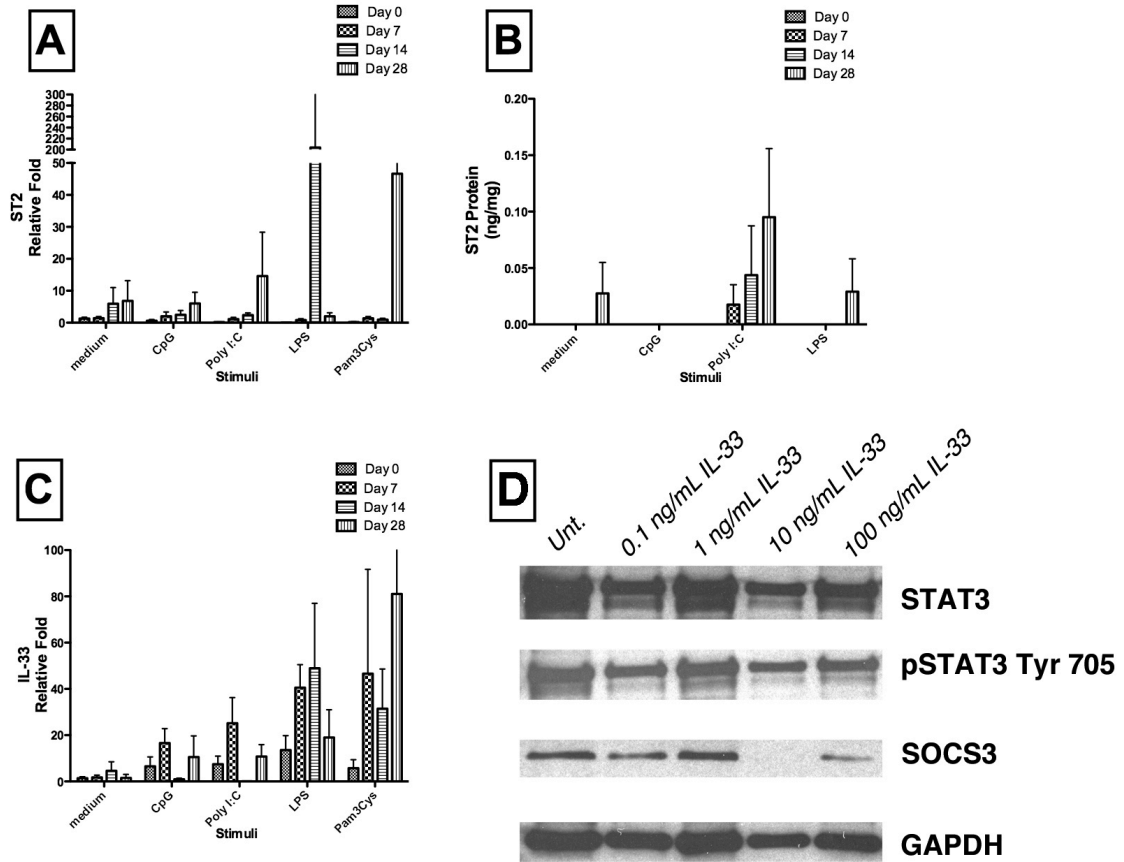 A
Day 0
Day 7
Day 14
Day 28
300
280
260
240
220
200
50
40
30
20
10
0
ST2
Relative Fold
medium
CpG
Poly I:C
LPS
Pam3Cys
Stimuli
B
Day 0
Day 7
Day 14
Day 28
0.20
0.15
0.10
0.05
0.00
ST2 Protein
(ng/mg)
medium
CpG
Poly I:C
LPS
Stimuli
C
Day 0
Day 7
Day 14
Day 28
100
80
60
40
20
0
IL-33
Relative Fold
medium
CpG
Poly I:C
LPS
Pam3Cys
Stimuli
D
Unt.
0.1 ng/mL IL-33
1 ng/mL IL-33
10 ng/mL IL-33
100 ng/mL IL-33
STAT3
pSTAT3 Tyr 705
SOCS3
GAPDH